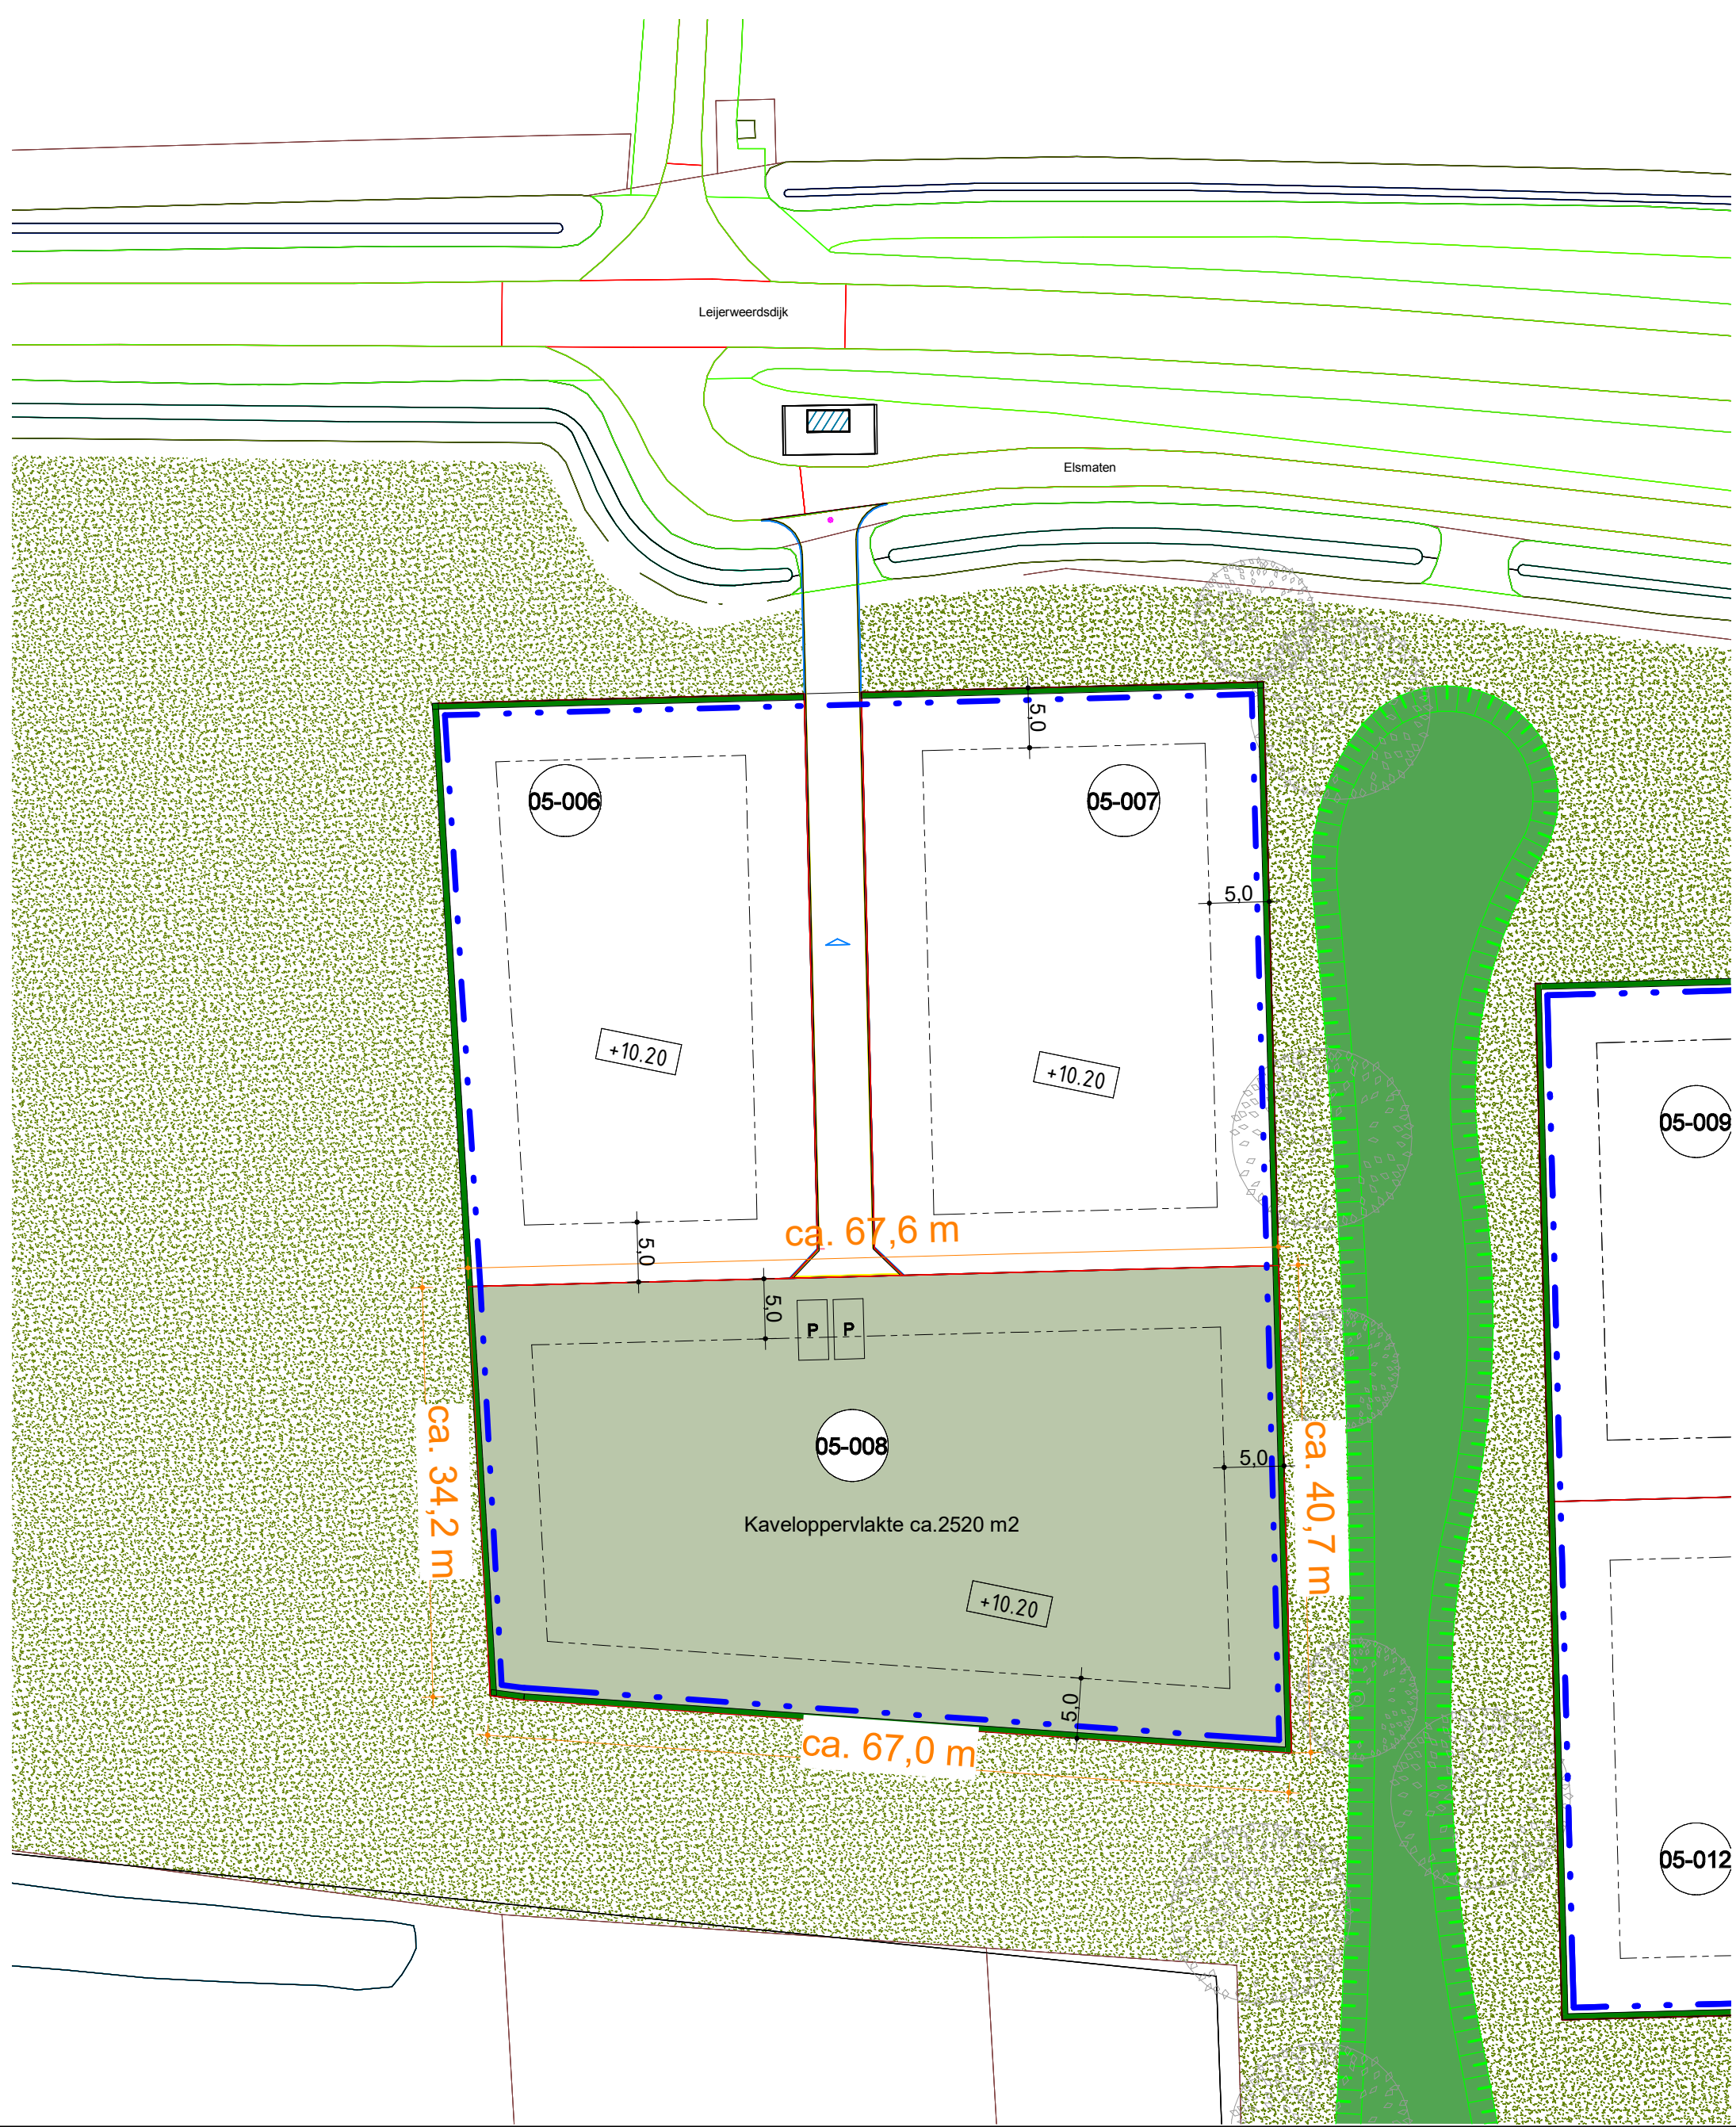 Leijerweerdsdijk
Elsmaten
5,0
05-006
05-007
5,0
+10.20
+10.20
05-009
ca. 67,6 m
5,0
5,0
P P
ca. 34,2 m
05-008
5,0
ca. 40,7 m
Kaveloppervlakte ca.2520 m2
+10.20
5,0
ca. 67,0 m
05-012